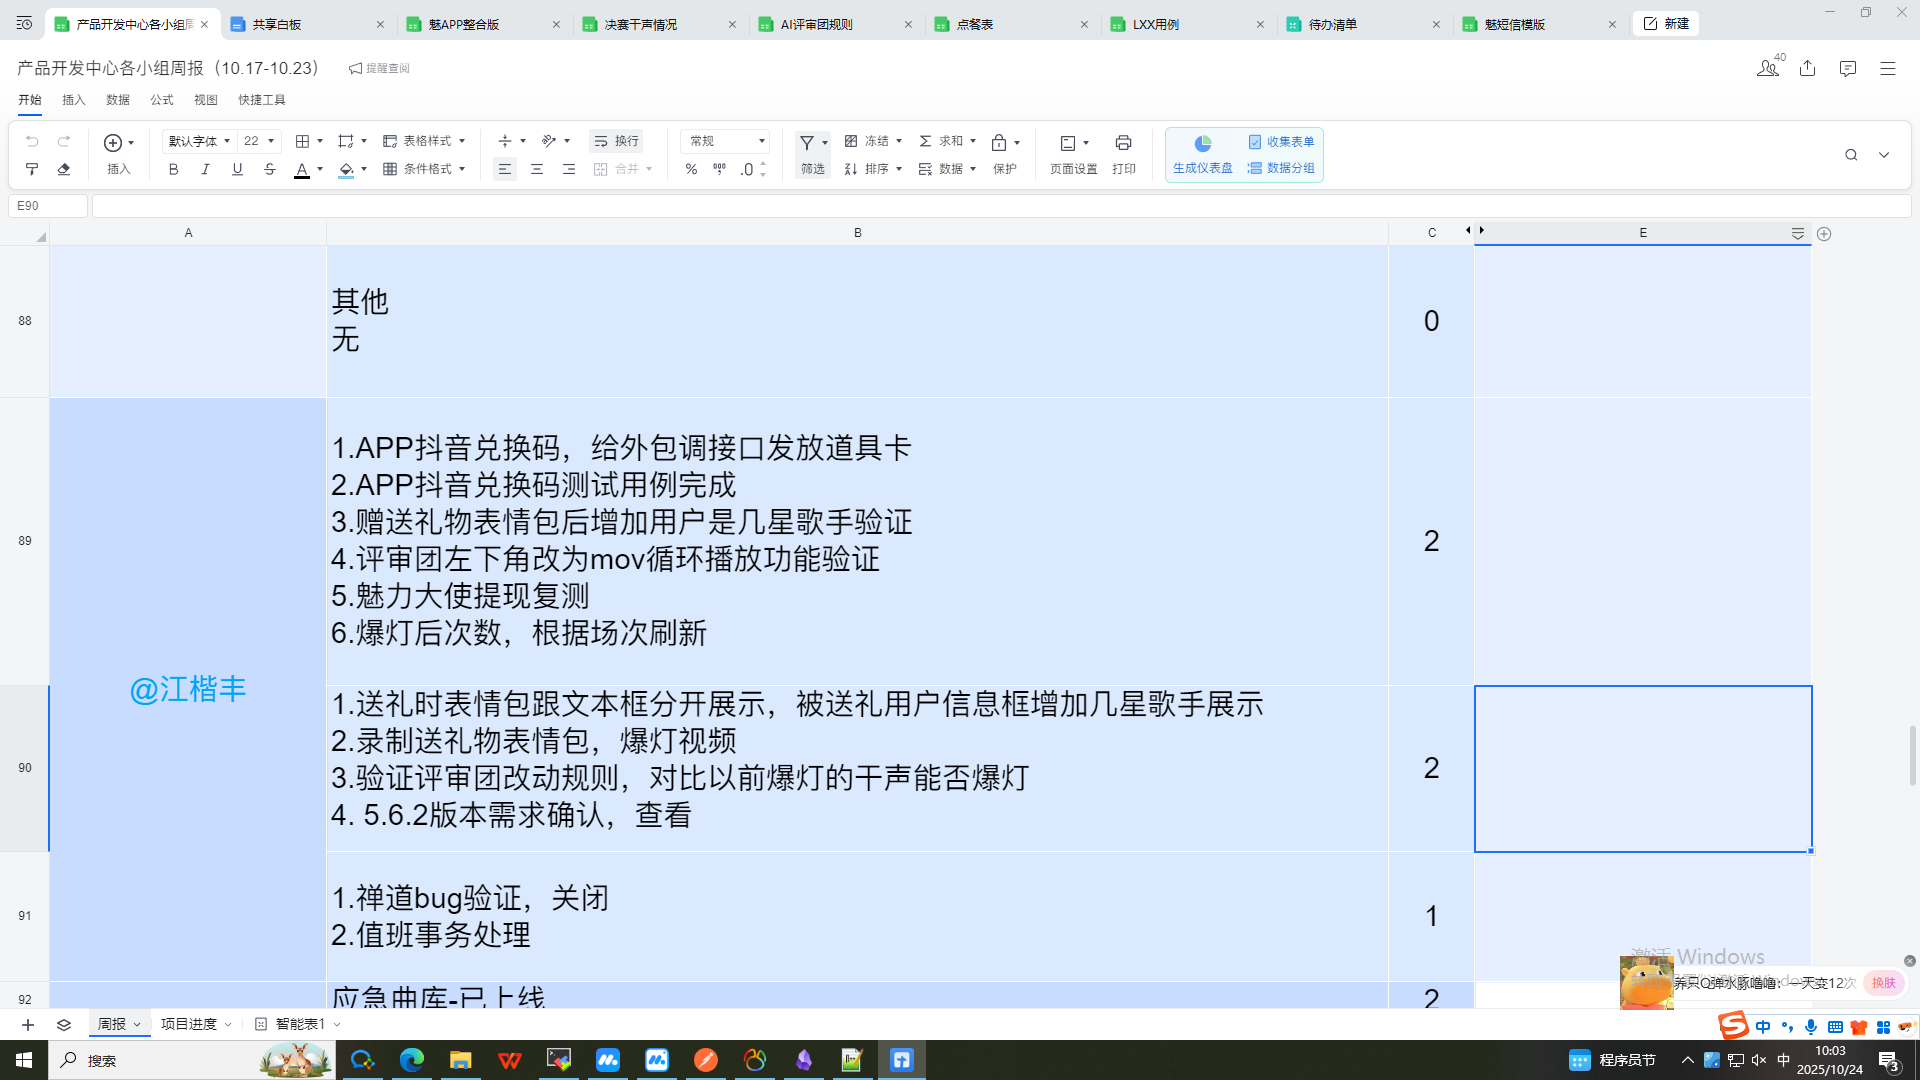 产品开发中心各小组周
共享白板
魅APP整合版
决赛干声情况
AI评审团规则
点餐表
LXX用例
待办清单
魅短信模版
新建
产品开发中心各小组周报（10.17-10.23）
提醒查阅
40
开始
插入
数据
公式
视图
快捷工具
插入
默认字体
22
表格样式
换行
常规
筛选
冻结
求和
保护
页面设置
打印
生成仪表盘
收集表单
B
I
U
S
A
条件格式
合并
%
.0
排序
数据
数据分组
E90
A
B
C
E
88
其他
无
0
89
1.APP抖音兑换码，给外包调接口发放道具卡
2.APP抖音兑换码测试用例完成
3.赠送礼物表情包后增加用户是几星歌手验证
4.评审团左下角改为mov循环播放功能验证
5.魅力大使提现复测
6.爆灯后次数，根据场次刷新
2
@江楷丰
90
1.送礼时表情包跟文本框分开展示，被送礼用户信息框增加几星歌手展示
2.录制送礼物表情包，爆灯视频
3.验证评审团改动规则，对比以前爆灯的干声能否爆灯
4. 5.6.2版本需求确认，查看
2
91
1.禅道bug验证，关闭
2.值班事务处理
1
92
应急曲库-已上线
2
激活 Windows
养只Q弹水豚噜噜：一天变12次
换肤
周报
项目进度
智能表1
中
搜索
程序员节
中
10:03
2025/10/24
3